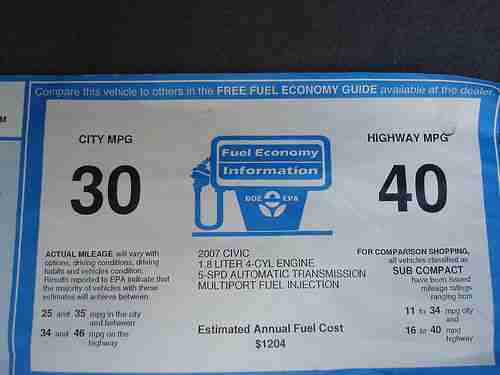 Compare this vehicle to others in the FREE FUEL ECONOMY GUIDE available at the dealer.
M
CITY MPG
30
Fuel Economy
Information
DOE EPA
HIGHWAY MPG
40
ACTUAL MILEAGE will vary with
options, driving conditions, driving
habits and vehicles condition.
Results reported to EPA indicate that
the majority of vehicles with these
estimates will achieve between
25 and 35 mpg in the city
and between
34 and 46 mpg on the
highway
2007 CIVIC
1.8 LITER 4-CYL ENGINE
5-SPD AUTOMATIC TRANSMISSION
MULTIPORT FUEL INJECTION
Estimated Annual Fuel Cost
$1204
FOR COMPARISON SHOPPING,
all vehicles classified as
SUB COMPACT
have been issued
mileage ratings
ranging from
11 to 34 mpg city
and
16 to 40 mpg
highway